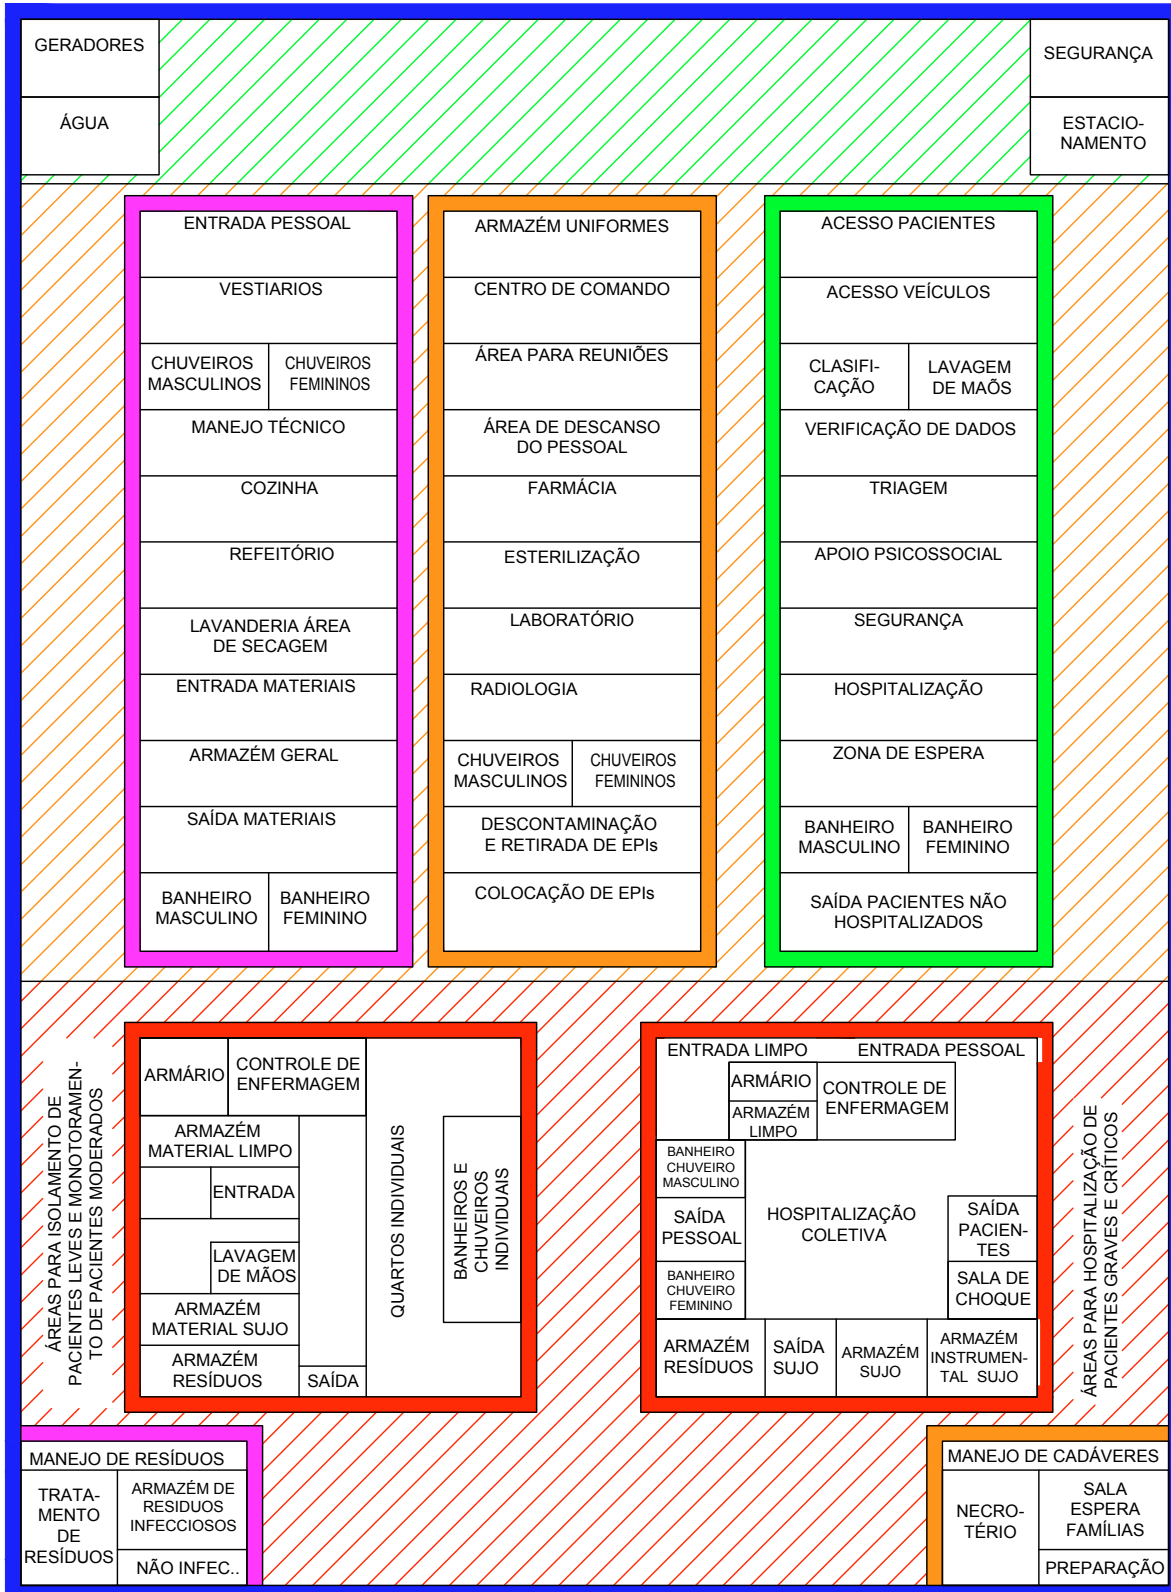 GERADORES
ÁGUA
SEGURANÇA
ESTACIO-
NAMENTO
ENTRADA PESSOAL
VESTIARIOS
CHUVEIROS
MASCULINOS
CHUVEIROS
FEMININOS
MANEJO TÉCNICO
COZINHA
REFEITÓRIO
LAVANDERIA ÁREA
DE SECAGEM
ENTRADA MATERIAIS
ARMAZÉM GERAL
SAÍDA MATERIAIS
BANHEIRO
MASCULINO
BANHEIRO
FEMININO
ARMAZÉM UNIFORMES
CENTRO DE COMANDO
ÁREA PARA REUNIÕES
ÁREA DE DESCANSO
DO PESSOAL
FARMÁCIA
ESTERILIZAÇÃO
LABORATÓRIO
RADIOLOGIA
CHUVEIROS
MASCULINOS
CHUVEIROS
FEMININOS
DESCONTAMINAÇÃO
E RETIRADA DE EPIs
COLOCAÇÃO DE EPIs
ACESSO PACIENTES
ACESSO VEÍCULOS
CLASIFI-
CAÇÃO
LAVAGEM
DE MAÕS
VERIFICAÇÃO DE DADOS
TRIAGEM
APOIO PSICOSSOCIAL
SEGURANÇA
HOSPITALIZAÇÃO
ZONA DE ESPERA
BANHEIRO
MASCULINO
BANHEIRO
FEMININO
SAÍDA PACIENTES NÃO
HOSPITALIZADOS
ÁREAS PARA ISOLAMENTO DE
PACIENTES LEVES E MONOTORAMEN-
TO DE PACIENTES MODERADOS
ARMÁRIO
CONTROLE DE
ENFERMAGEM
ARMAZÉM
MATERIAL LIMPO
ENTRADA
LAVAGEM
DE MÃOS
ARMAZÉM
MATERIAL SUJO
ARMAZÉM
RESÍDUOS
SAÍDA
QUARTOS INDIVIDUAIS
BANHEIROS E
CHUVEIROS
INDIVIDUAIS
ENTRADA LIMPO
ENTRADA PESSOAL
ARMÁRIO
ARMAZÉM
LIMPO
CONTROLE DE
ENFERMAGEM
BANHEIRO
CHUVEIRO
MASCULINO
SAÍDA
PESSOAL
BANHEIRO
CHUVEIRO
FEMININO
HOSPITALIZAÇÃO
COLETIVA
SAÍDA
PACIEN-
TES
SALA DE
CHOQUE
ARMAZÉM
RESÍDUOS
SAÍDA
SUJO
ARMAZÉM
SUJO
ARMAZÉM
INSTRUMEN-
TAL SUJO
ÁREAS PARA HOSPITALIZAÇÃO DE
PACIENTES GRAVES E CRÍTICOS
MANEJO DE RESÍDUOS
TRATA-
MENTO
DE
RESÍDUOS
ARMAZÉM DE
RESIDUOS
INFECCIOSOS
NÃO INFEC..
MANEJO DE CADÁVERES
NECRO-
TÉRIO
SALA
ESPERA
FAMÍLIAS
PREPARAÇÃO